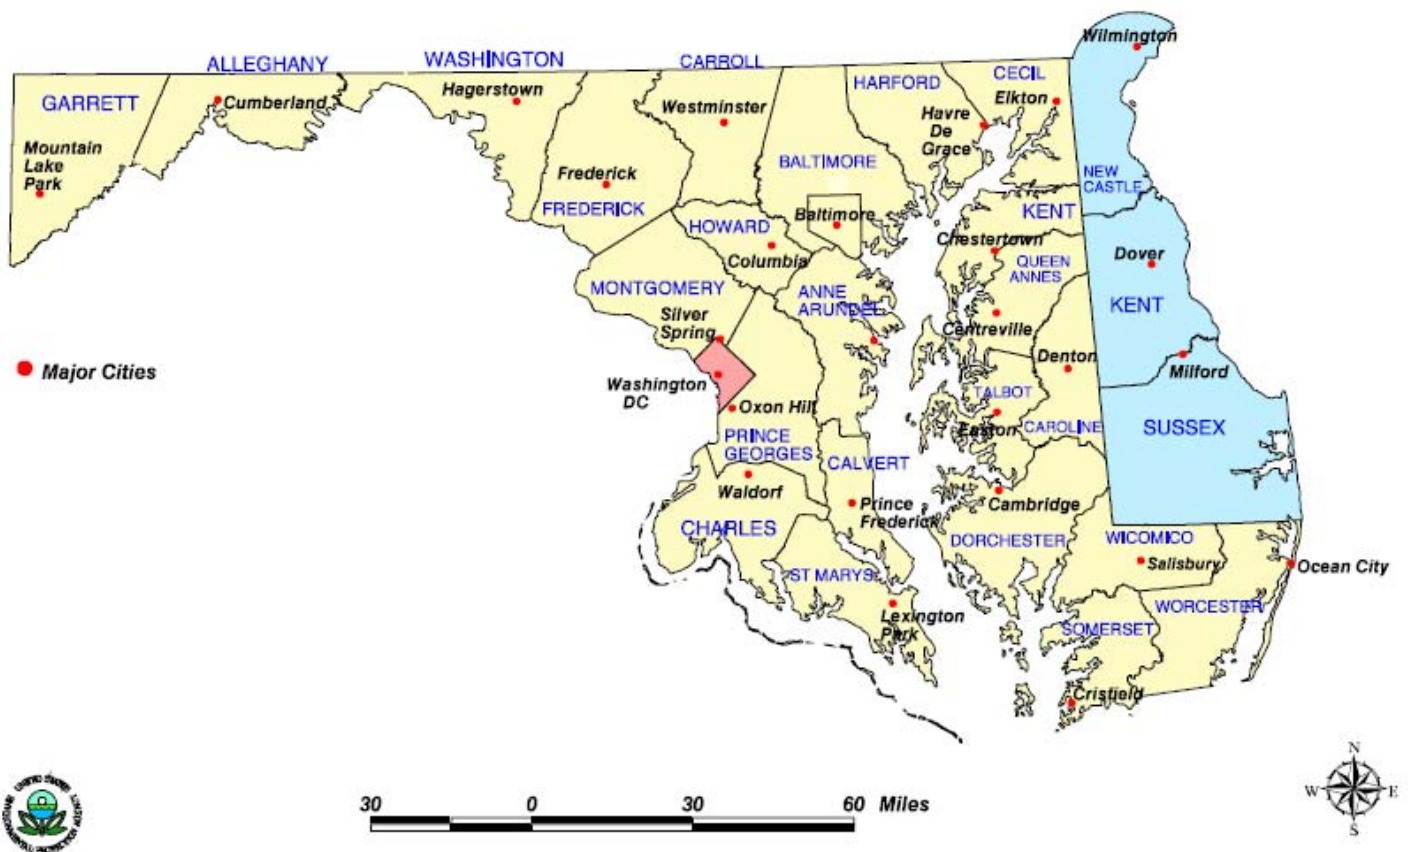 Wilmington
ALLEGHANY
WASHINGTON
CARROLL
HARFORD
CECIL
GARRETT
Cumberland
Hagerstown
Westminster
Elkton
Havre
De
Grace
Mountain
Lake
Park
Frederick
BALTIMORE
NEW
CASTLE
FREDERICK
Baltimore
KENT
HOWARD
Columbia
Chestertown
QUEEN
ANNES
Dover
MONTGOMERY
ANNE
ARUNDEL
KENT
Silver
Spring
Centreville
Major Cities
Denton
Milford
Washington
DC
Oxon Hill
TALBOT
Easton
CAROLINE
SUSSEX
PRINCE
GEORGES
CALVERT
Waldorf
Prince
Frederick
Cambridge
CHARLES
DORCHESTER
WICOMICO
Salisbury
Ocean City
ST MARYS
Lexington
Park
WORCESTER
SOMERSET
Cristield
N
W E
S
30 0 30 60 Miles
UNITED STATES